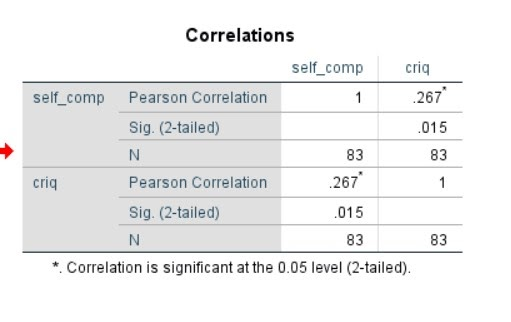 Correlations
self_comp criq
self_comp Pearson Correlation 1 .267*
Sig. (2-tailed) .015
N 83 83
criq Pearson Correlation .267* 1
Sig. (2-tailed) .015
N 83 83
*. Correlation is significant at the 0.05 level (2-tailed).